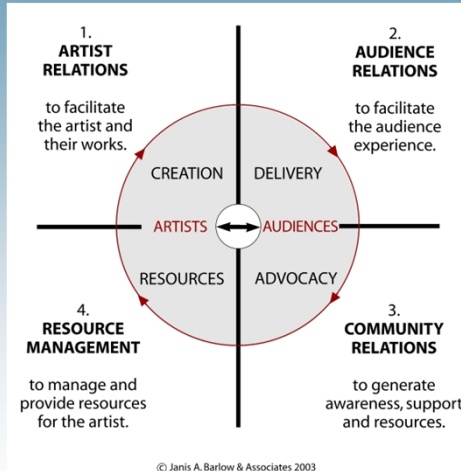 1.
ARTIST
RELATIONS
to facilitate
the artist and
their works.
2.
AUDIENCE
RELATIONS
to facilitate
the audience
experience.
CREATION
DELIVERY
ARTISTS
AUDIENCES
RESOURCES
ADVOCACY
4.
RESOURCE
MANAGEMENT
to manage and
provide resources
for the artist.
3.
COMMUNITY
RELATIONS
to generate
awareness, support
and resources.
© Janis A. Barlow & Associates 2003